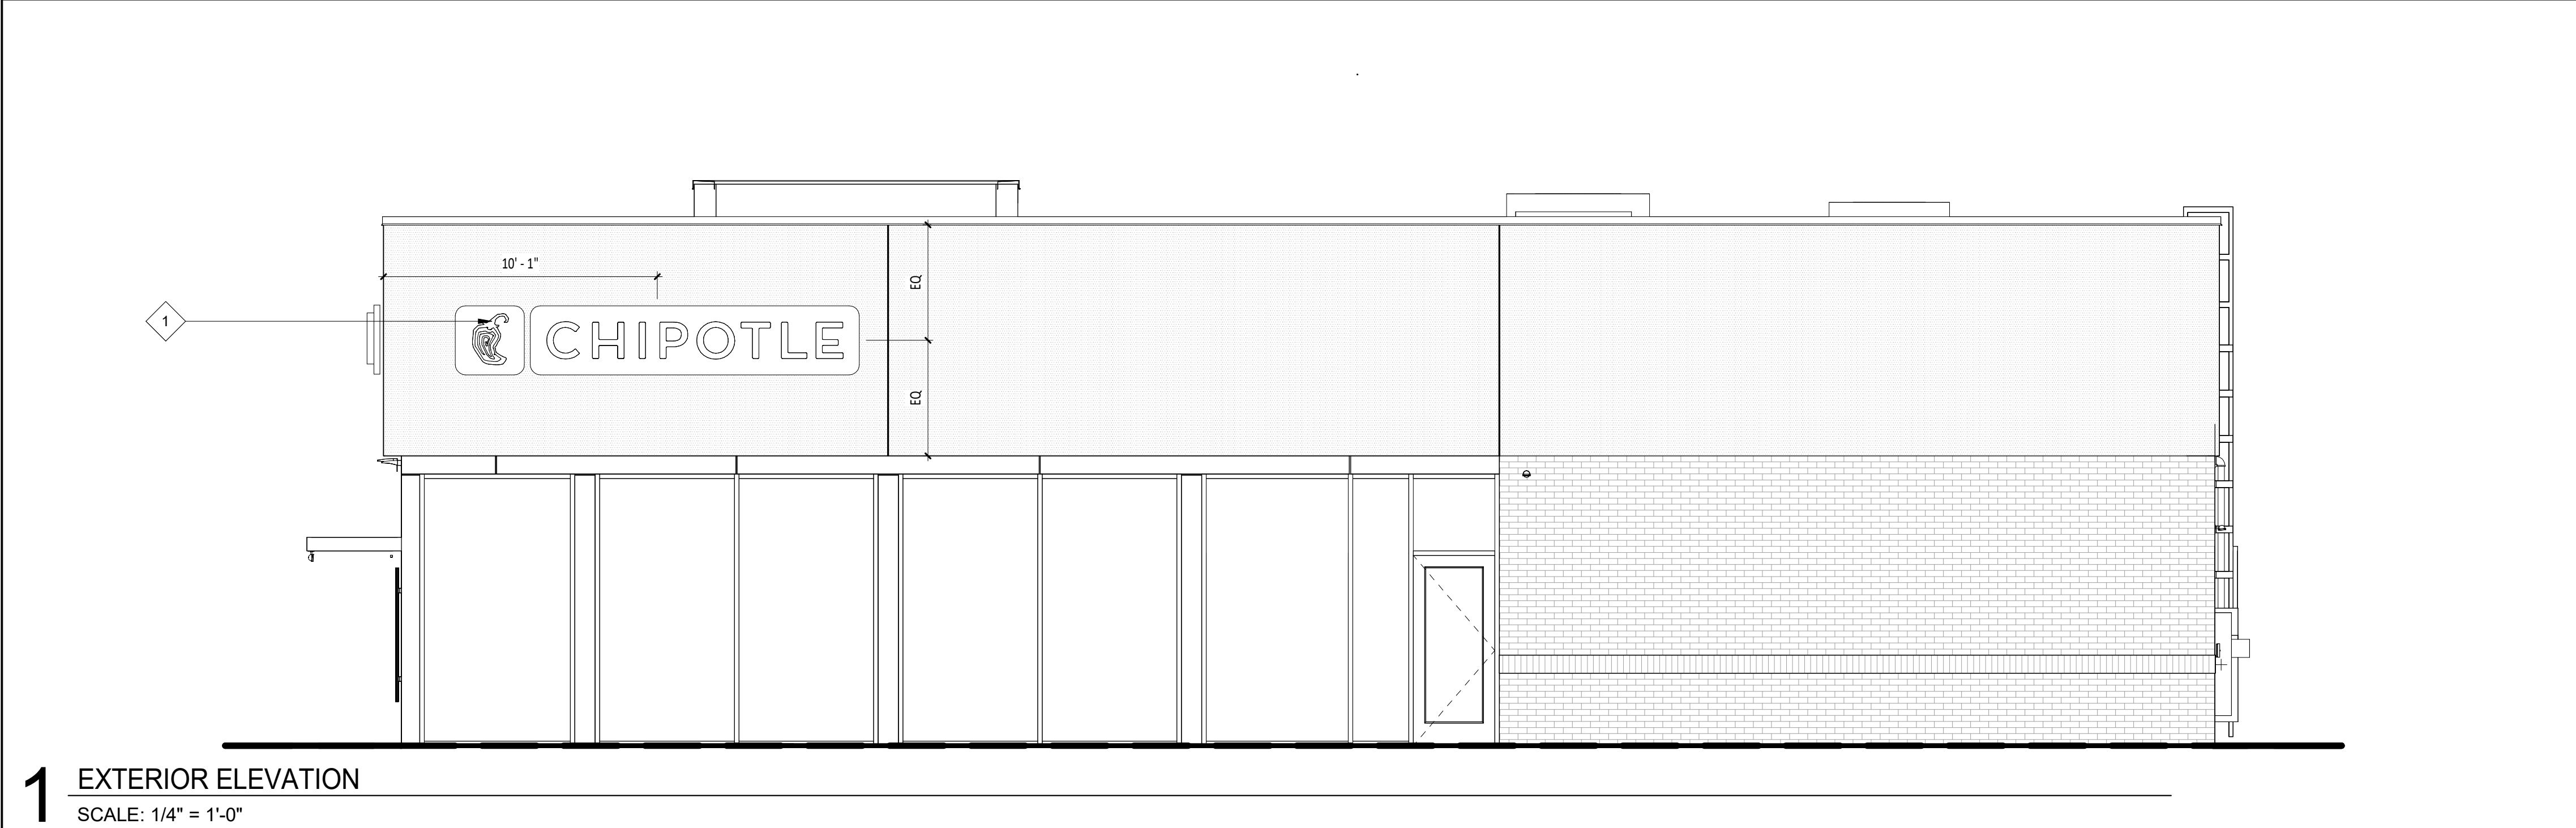 10' - 1"
EQ
1
CHIPOTLE
EQ
1 EXTERIOR ELEVATION
SCALE: 1/4" = 1'-0"